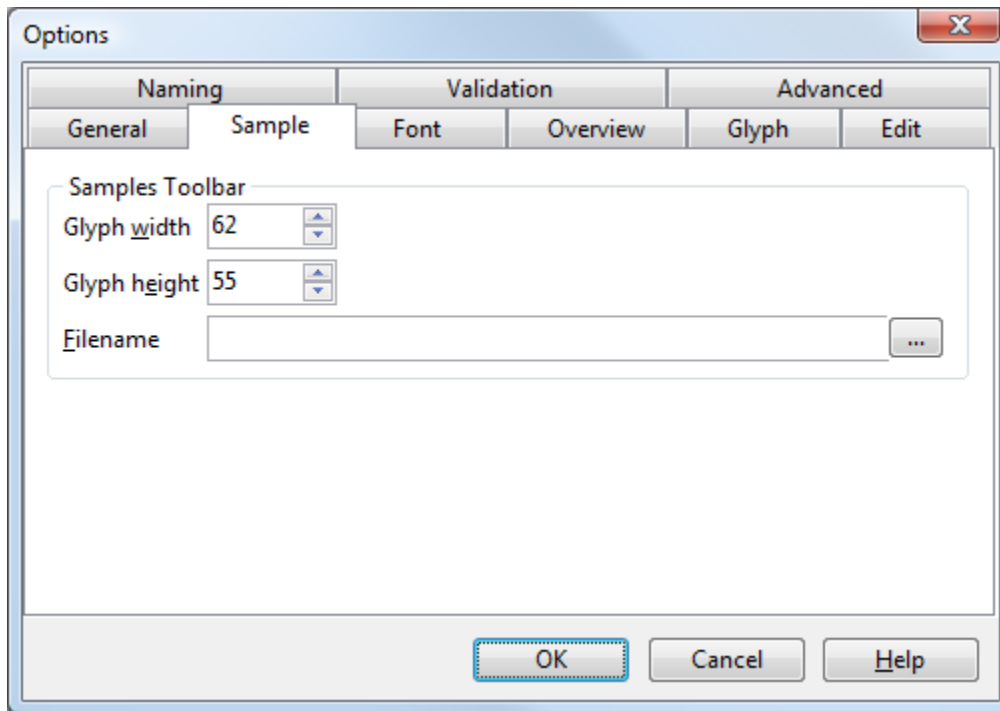 Options
Naming Validation Advanced
General Sample Font Overview Glyph Edit
Samples Toolbar
Glyph width 62
Glyph height 55
Filename ...
OK Cancel Help